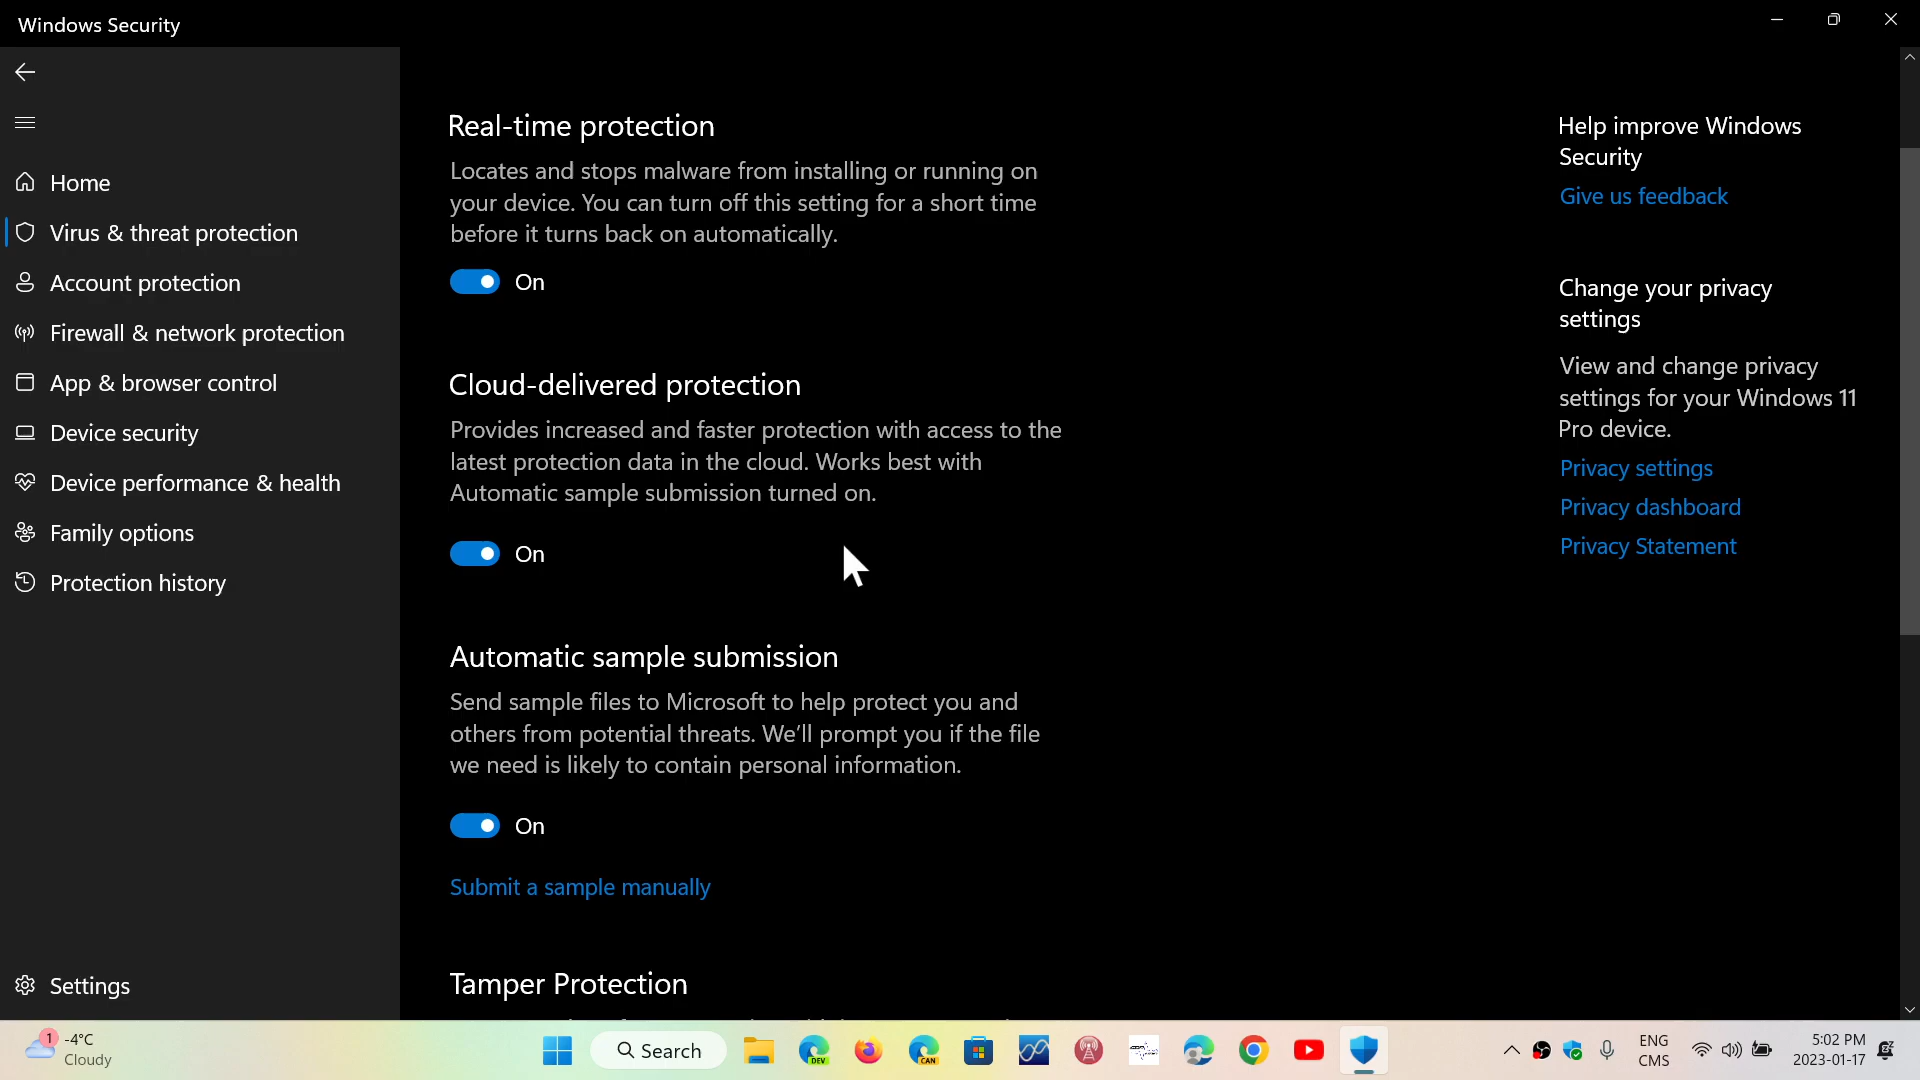 Windows Security
Home
Virus & threat protection
Account protection
Firewall & network protection
App & browser control
Device security
Device performance & health
Family options
Protection history
Settings
Real-time protection
Locates and stops malware from installing or running on
your device. You can turn off this setting for a short time
before it turns back on automatically.
On
Cloud-delivered protection
Provides increased and faster protection with access to the
latest protection data in the cloud. Works best with
Automatic sample submission turned on.
On
Automatic sample submission
Send sample files to Microsoft to help protect you and
others from potential threats. We'll prompt you if the file
we need is likely to contain personal information.
On
Submit a sample manually
Tamper Protection
Help improve Windows
Security
Give us feedback
Change your privacy
settings
View and change privacy
settings for your Windows 11
Pro device.
Privacy settings
Privacy dashboard
Privacy Statement
1
-4°C
Cloudy
Search
DEV
CAN
ENG
CMS
5:02 PM
2023-01-17